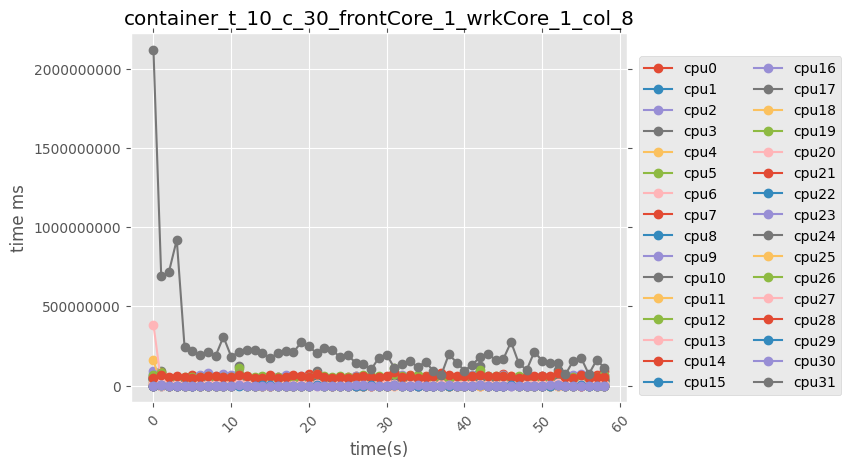 container_t_10_c_30_frontCore_1_wrkCore_1_col_8
time ms
2000000000
1500000000
1000000000
500000000
0
0
10
20
30
40
50
60
time(s)
cpu0
cpu1
cpu2
cpu3
cpu4
cpu5
cpu6
cpu7
cpu8
cpu9
cpu10
cpu11
cpu12
cpu13
cpu14
cpu15
cpu16
cpu17
cpu18
cpu19
cpu20
cpu21
cpu22
cpu23
cpu24
cpu25
cpu26
cpu27
cpu28
cpu29
cpu30
cpu31